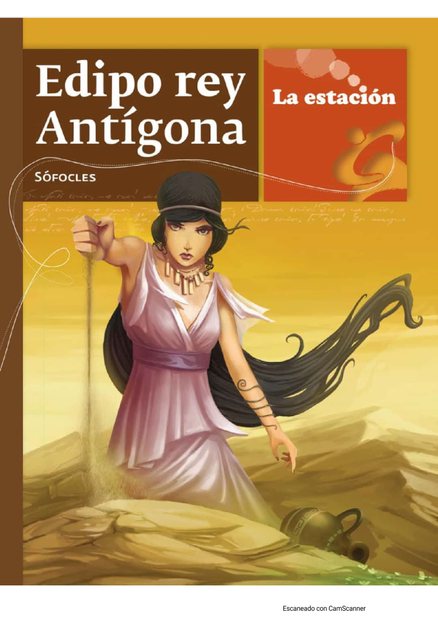 Edipo rey
Antígona
SÓFOCLES
La estación
Escaneado con CamScanner